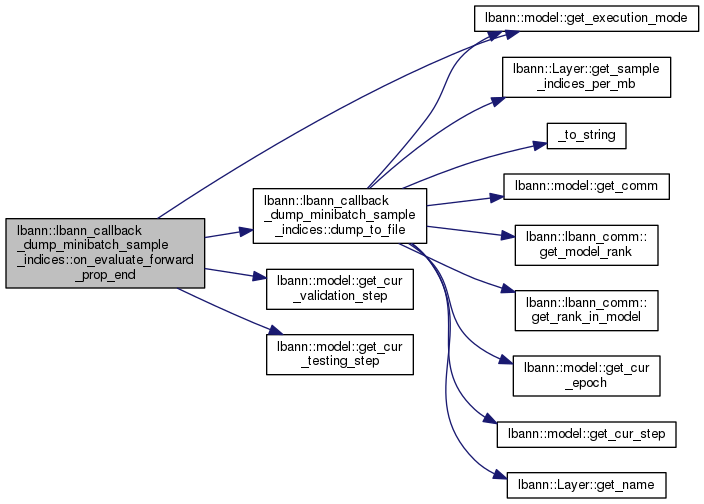 lbann::lbann_callback
_dump_minibatch_sample
_indices::on_evaluate_forward
_prop_end
lbann::lbann_callback
_dump_minibatch_sample
_indices::dump_to_file
lbann::model::get_cur
_validation_step
lbann::model::get_cur
_testing_step
lbann::model::get_execution_mode
lbann::Layer::get_sample
_indices_per_mb
_to_string
lbann::model::get_comm
lbann::lbann_comm::
get_model_rank
lbann::lbann_comm::
get_rank_in_model
lbann::model::get_cur
_epoch
lbann::model::get_cur_step
lbann::Layer::get_name